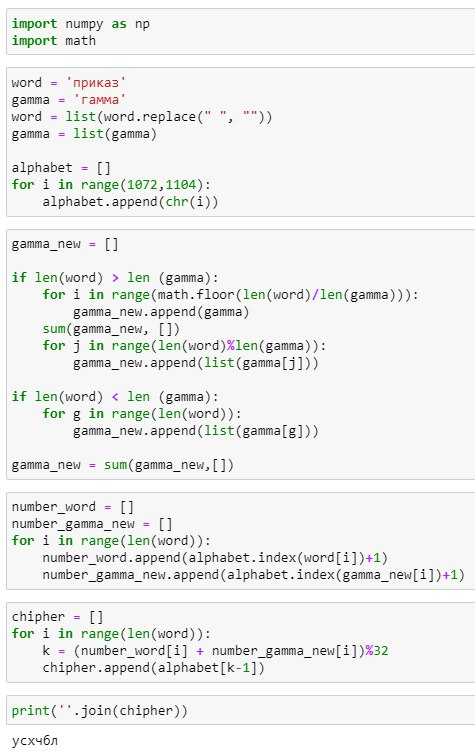 import numpy as np
import math
word = 'приказ'
gamma = 'гамма'
word = list(word.replace(" ", ""))
gamma = list(gamma)
alphabet = []
for i in range(1072,1104):
    alphabet.append(chr(i))
gamma_new = []
if len(word) > len (gamma):
    for i in range(math.floor(len(word)/len(gamma))):
        gamma_new.append(gamma)
    sum(gamma_new, [])
    for j in range(len(word)%len(gamma)):
        gamma_new.append(list(gamma[j]))
if len(word) < len (gamma):
    for g in range(len(word)):
        gamma_new.append(list(gamma[g]))
gamma_new = sum(gamma_new,[])
number_word = []
number_gamma_new = []
for i in range(len(word)):
    number_word.append(alphabet.index(word[i])+1)
    number_gamma_new.append(alphabet.index(gamma_new[i])+1)
chipher = []
for i in range(len(word)):
    k = (number_word[i] + number_gamma_new[i])%32
    chipher.append(alphabet[k-1])
print(''.join(chipher))
усхчбл